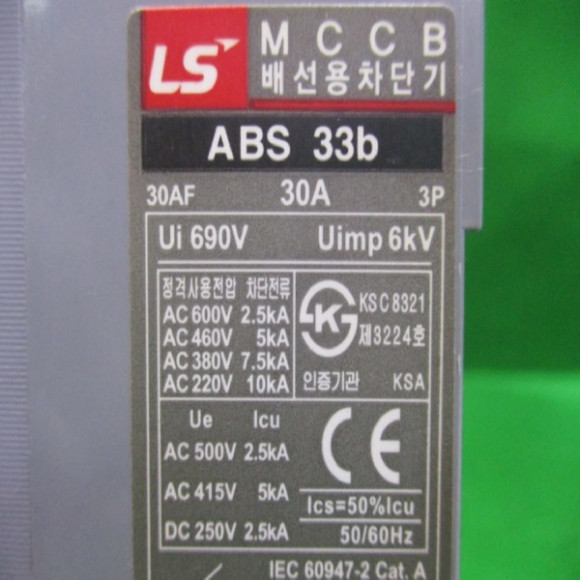 LS
M C C B
배선용차단기
ABS 33b
30AF 30A 3P
Ui 690V Uimp 6kV
정격사용전압 차단전류
AC 600V 2.5kA
AC 460V 5kA
AC 380V 7.5kA
AC 220V 10kA
K
KS C 8321
제3224호
인증기관 KSA
Ue Icu
AC 500V 2.5kA
AC 415V 5kA
DC 250V 2.5kA
CE
Ics=50%Icu
50/60Hz
IEC 60947-2 Cat. A